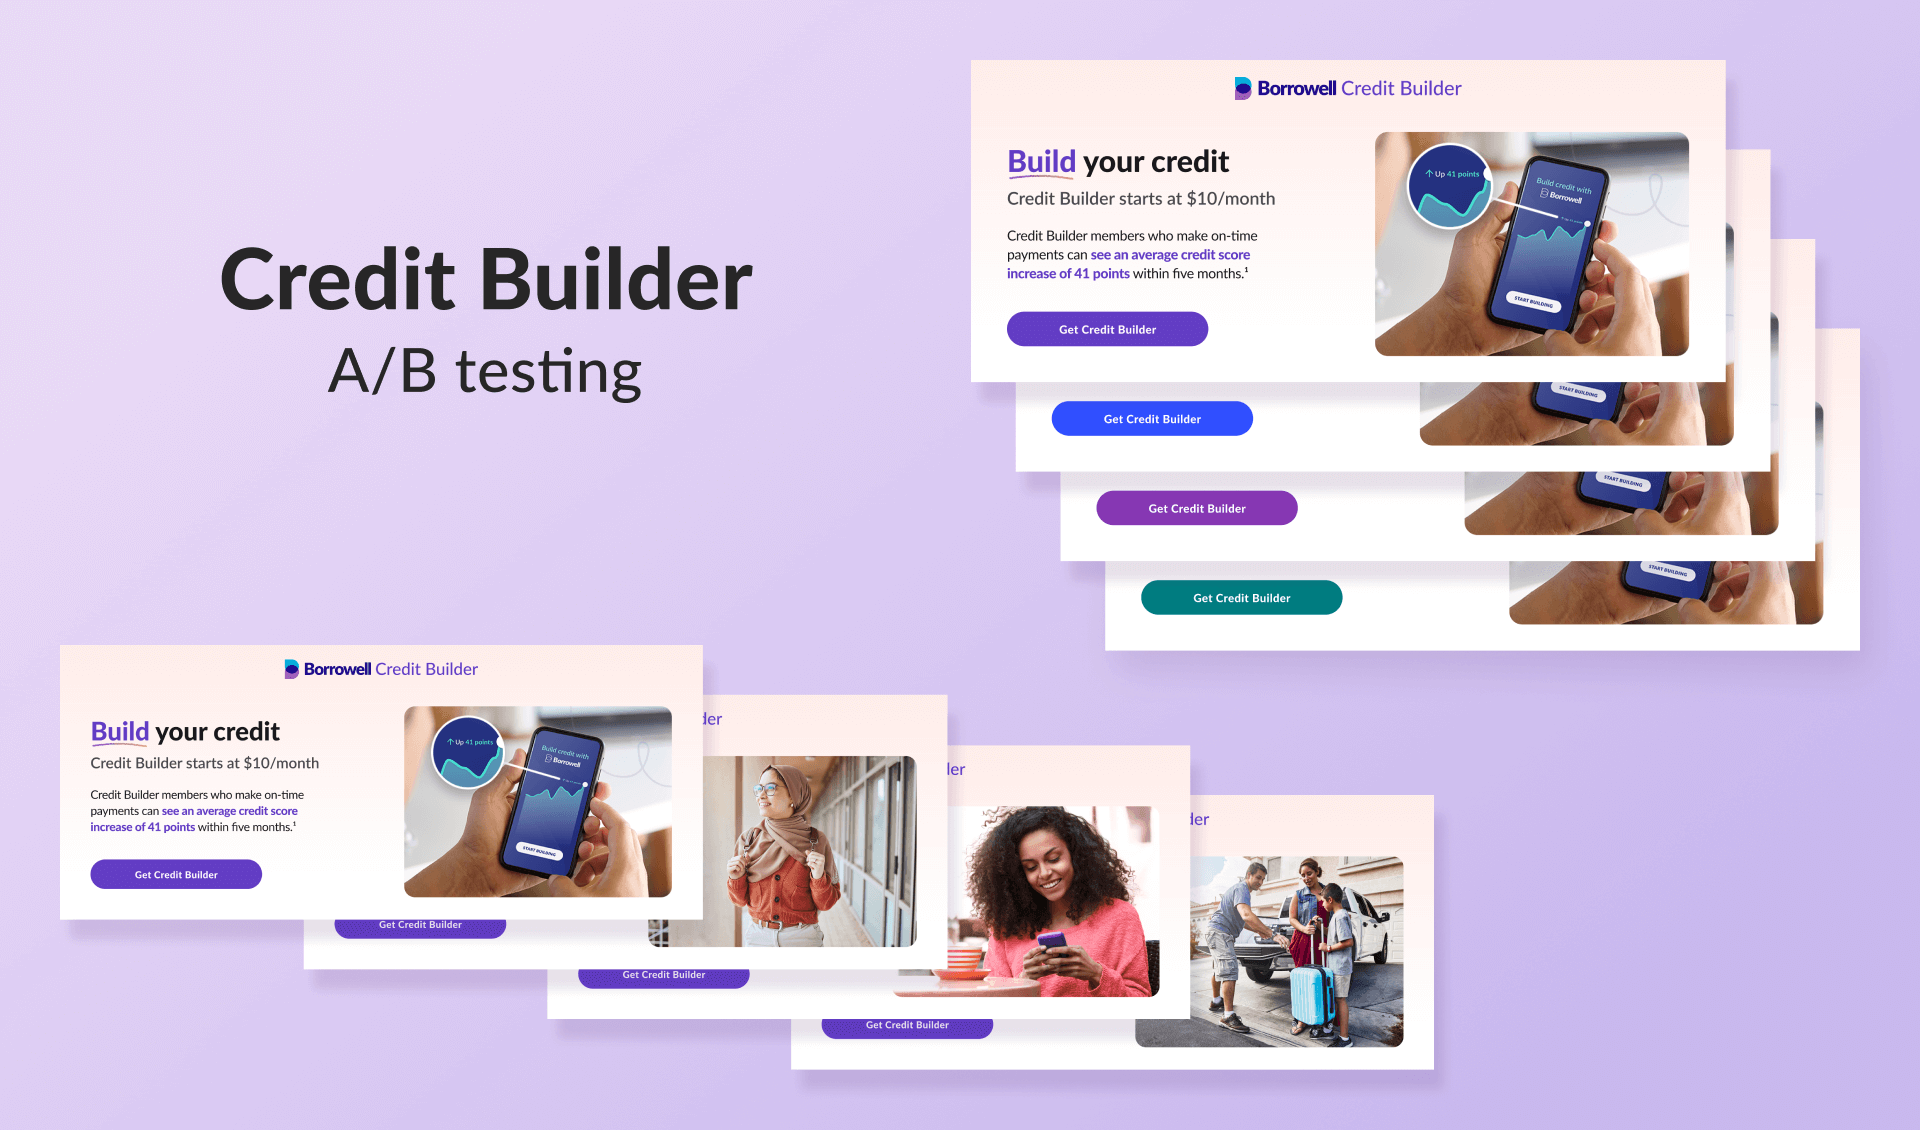 Credit Builder
A/B testing
Borrowell Credit Builder
Build your credit
Credit Builder starts at $10/month
Credit Builder members who make on-time
payments can see an average credit score
increase of 41 points within five months.¹
Get Credit Builder
↑ Up 41 points
Build credit with
Borrowell
START BUILDING
Get Credit Builder
START BUILDING
Get Credit Builder
START BUILDING
Get Credit Builder
START BUILDING
Borrowell Credit Builder
Build your credit
Credit Builder starts at $10/month
Credit Builder members who make on-time
payments can see an average credit score
increase of 41 points within five months.¹
Get Credit Builder
↑ Up 41 points
Build credit with
Borrowell
START BUILDING
der
Get Credit Builder
der
Get Credit Builder
der
Get Credit Builder